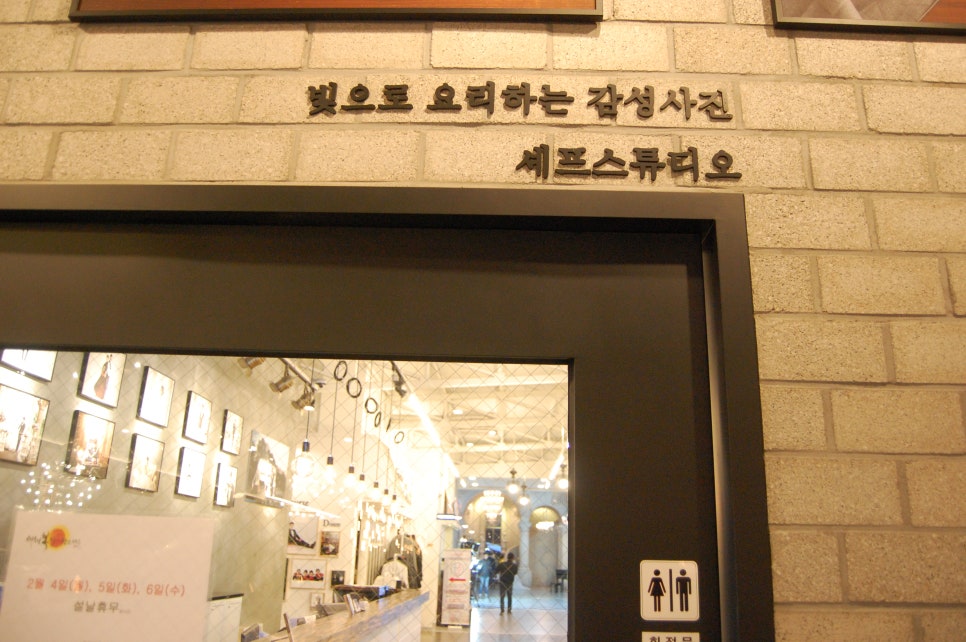 빛으로 요리하는 감성사진
셰프스튜디오
2월 4일(월), 5일(화), 6일(수)
설날휴무